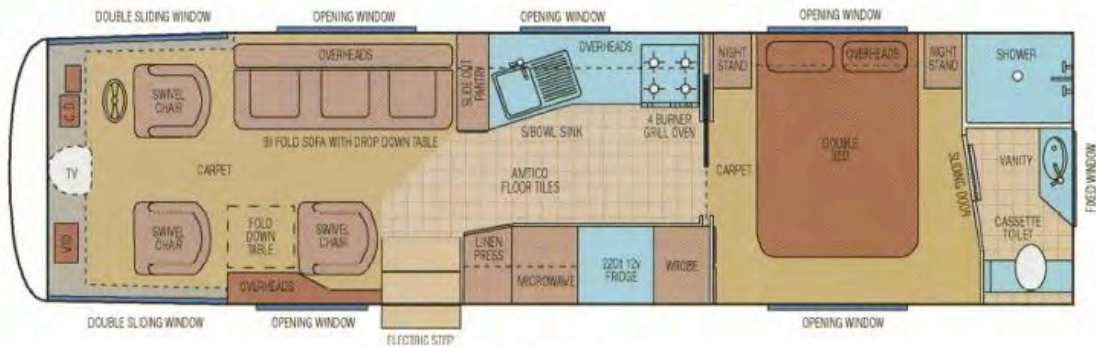 DOUBLE SLIDING WINDOW
OPENING WINDOW
OPENING WINDOW
OPENING WINDOW
OVERHEADS
OVERHEADS
NIGHT
STAND
OVERHEADS
NIGHT
STAND
SHOWER
C.D.
SWIVEL
CHAIR
SLIDE OUT
PANTRY
BI FOLD SOFA WITH DROP DOWN TABLE
S/BOWL SINK
4 BURNER
GRILL OVEN
TV
CARPET
AMTICO
FLOOR TILES
CARPET
DOUBLE
BED
SLIDING DOOR
VANITY
FIXED WINDOW
CASSETTE
TOILET
VID
SWIVEL
CHAIR
FOLD
DOWN
TABLE
SWIVEL
CHAIR
LINEN
PRESS
MICROWAVE
220lt 12v
FRIDGE
W/ROBE
OVERHEADS
DOUBLE SLIDING WINDOW
OPENING WINDOW
ELECTRIC STEP
OPENING WINDOW